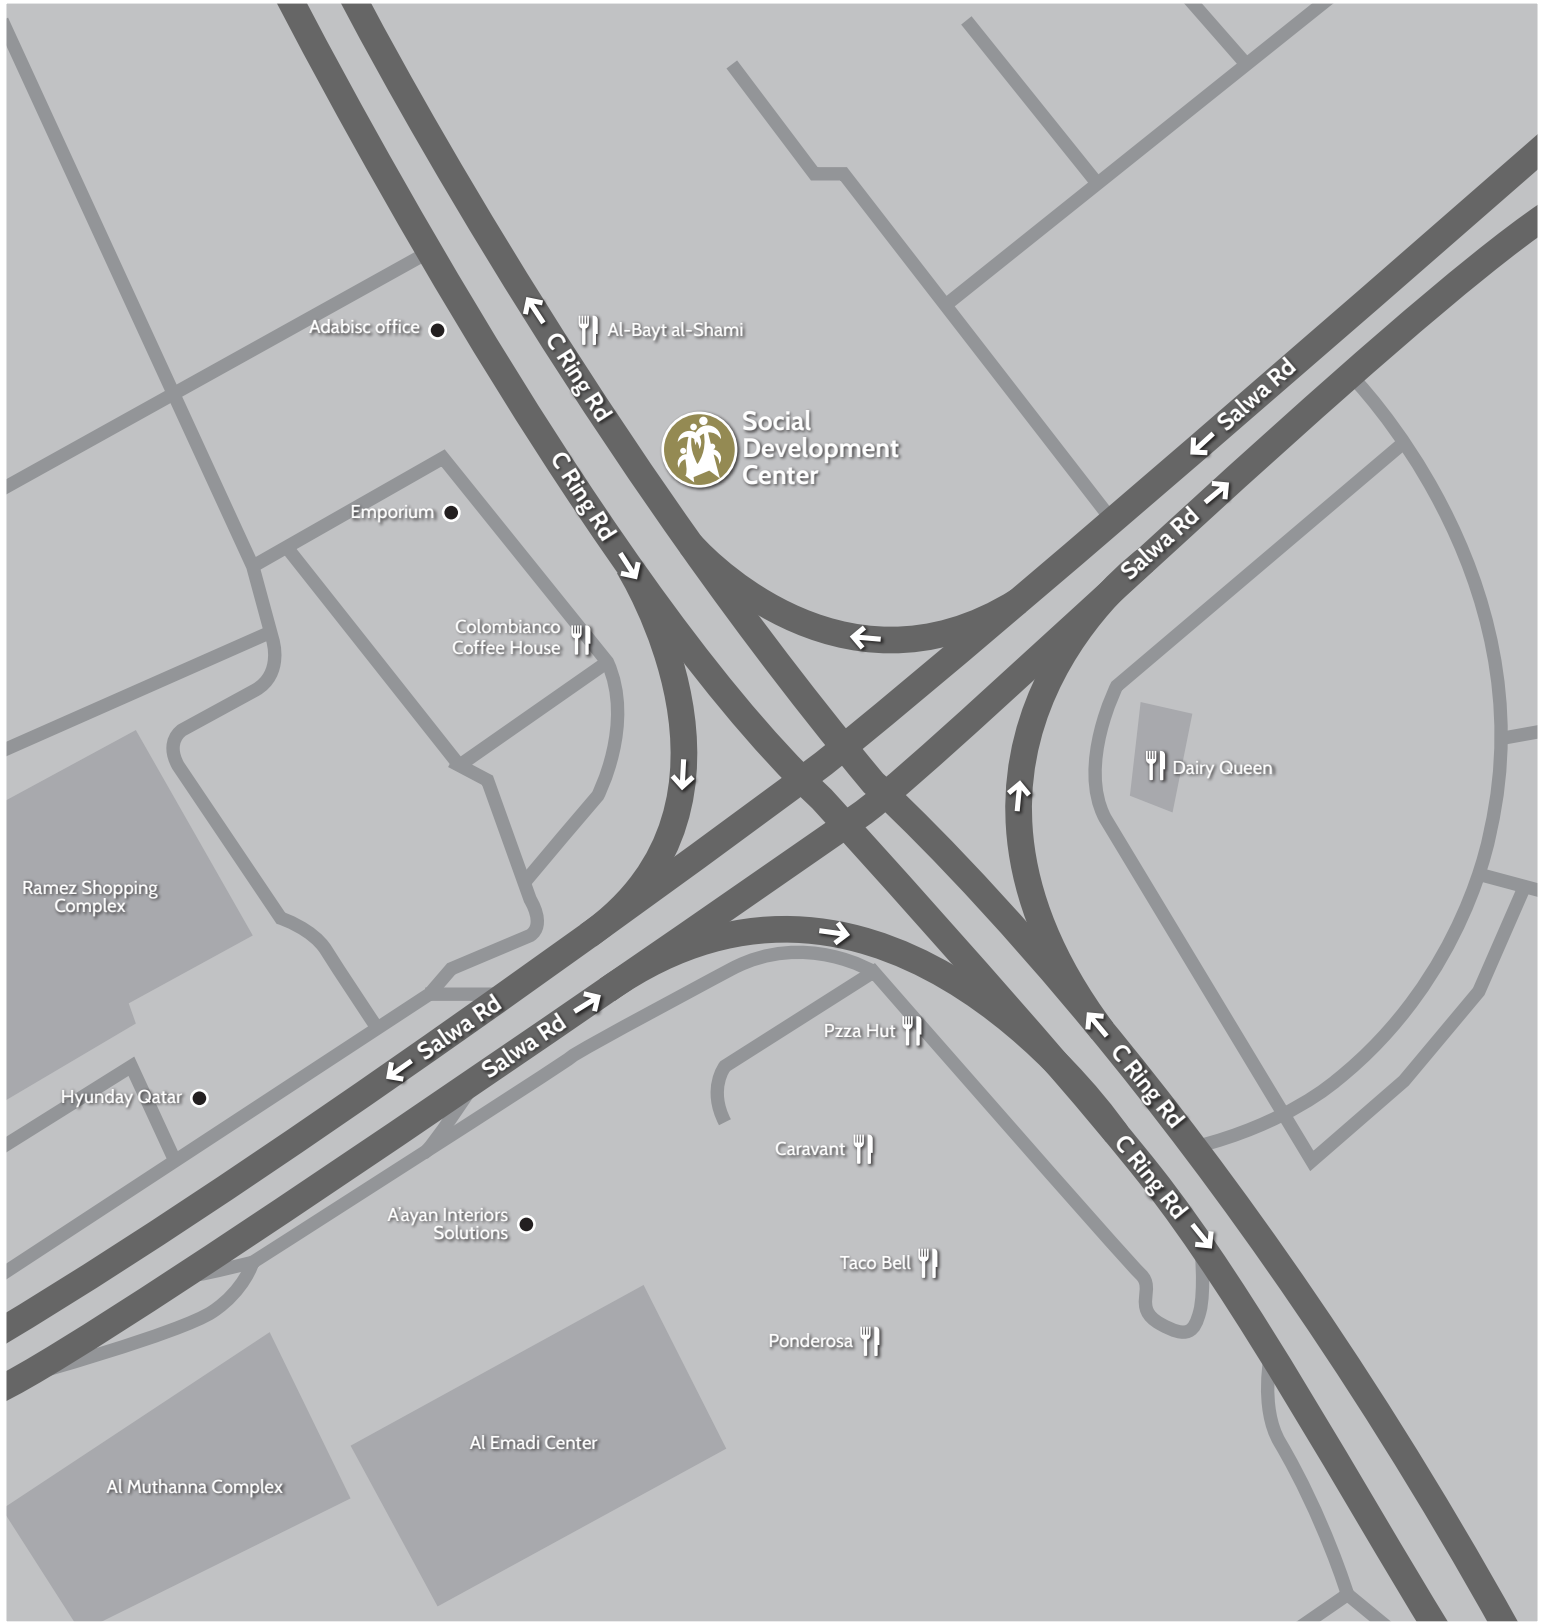 Adabisc office
Al-Bayt al-Shami
C Ring Rd
Salwa Rd
Social
Development
Center
C Ring Rd
Emporium
Salwa Rd
Colombianco
Coffee House
Dairy Queen
Ramez Shopping
Complex
Salwa Rd
Salwa Rd
Pzza Hut
C Ring Rd
Hyunday Qatar
Caravant
C Ring Rd
A'ayan Interiors
Solutions
Taco Bell
Ponderosa
Al Emadi Center
Al Muthanna Complex